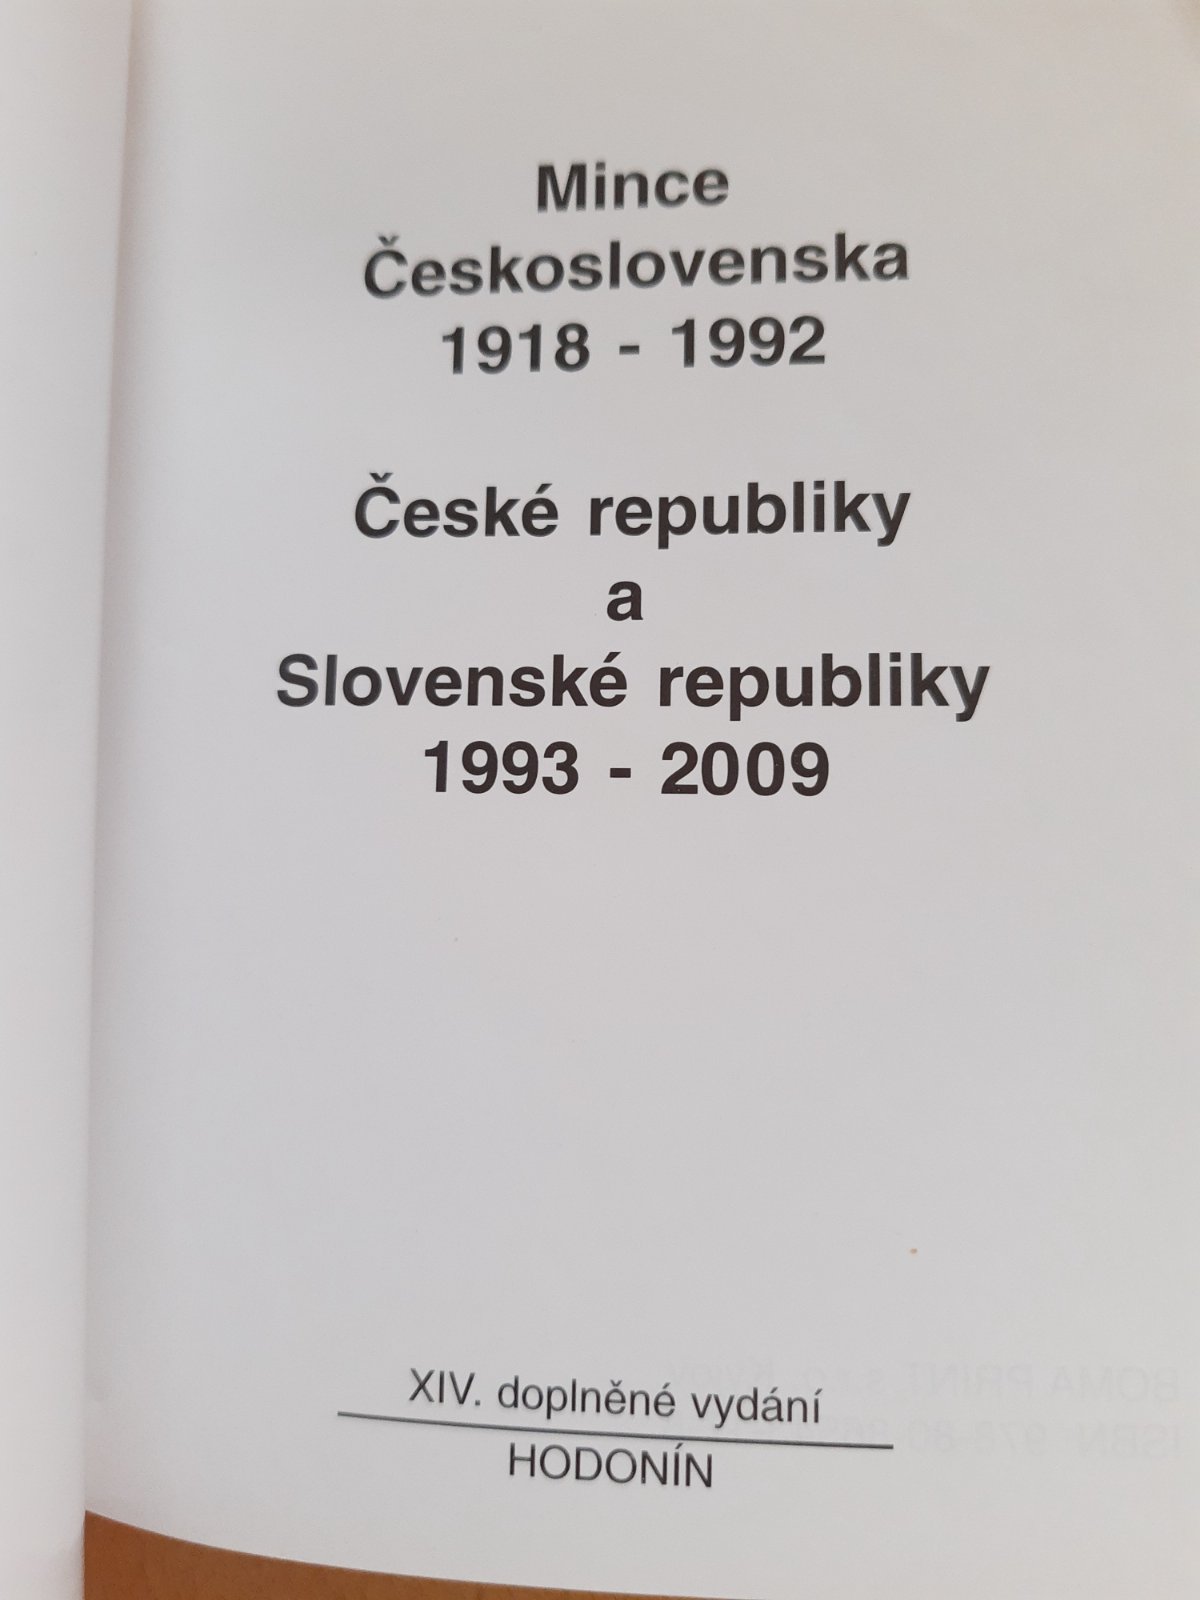 Mince
Československa
1918 - 1992
České republiky
a
Slovenské republiky
1993 - 2009
XIV. doplněné vydání
HODONÍN